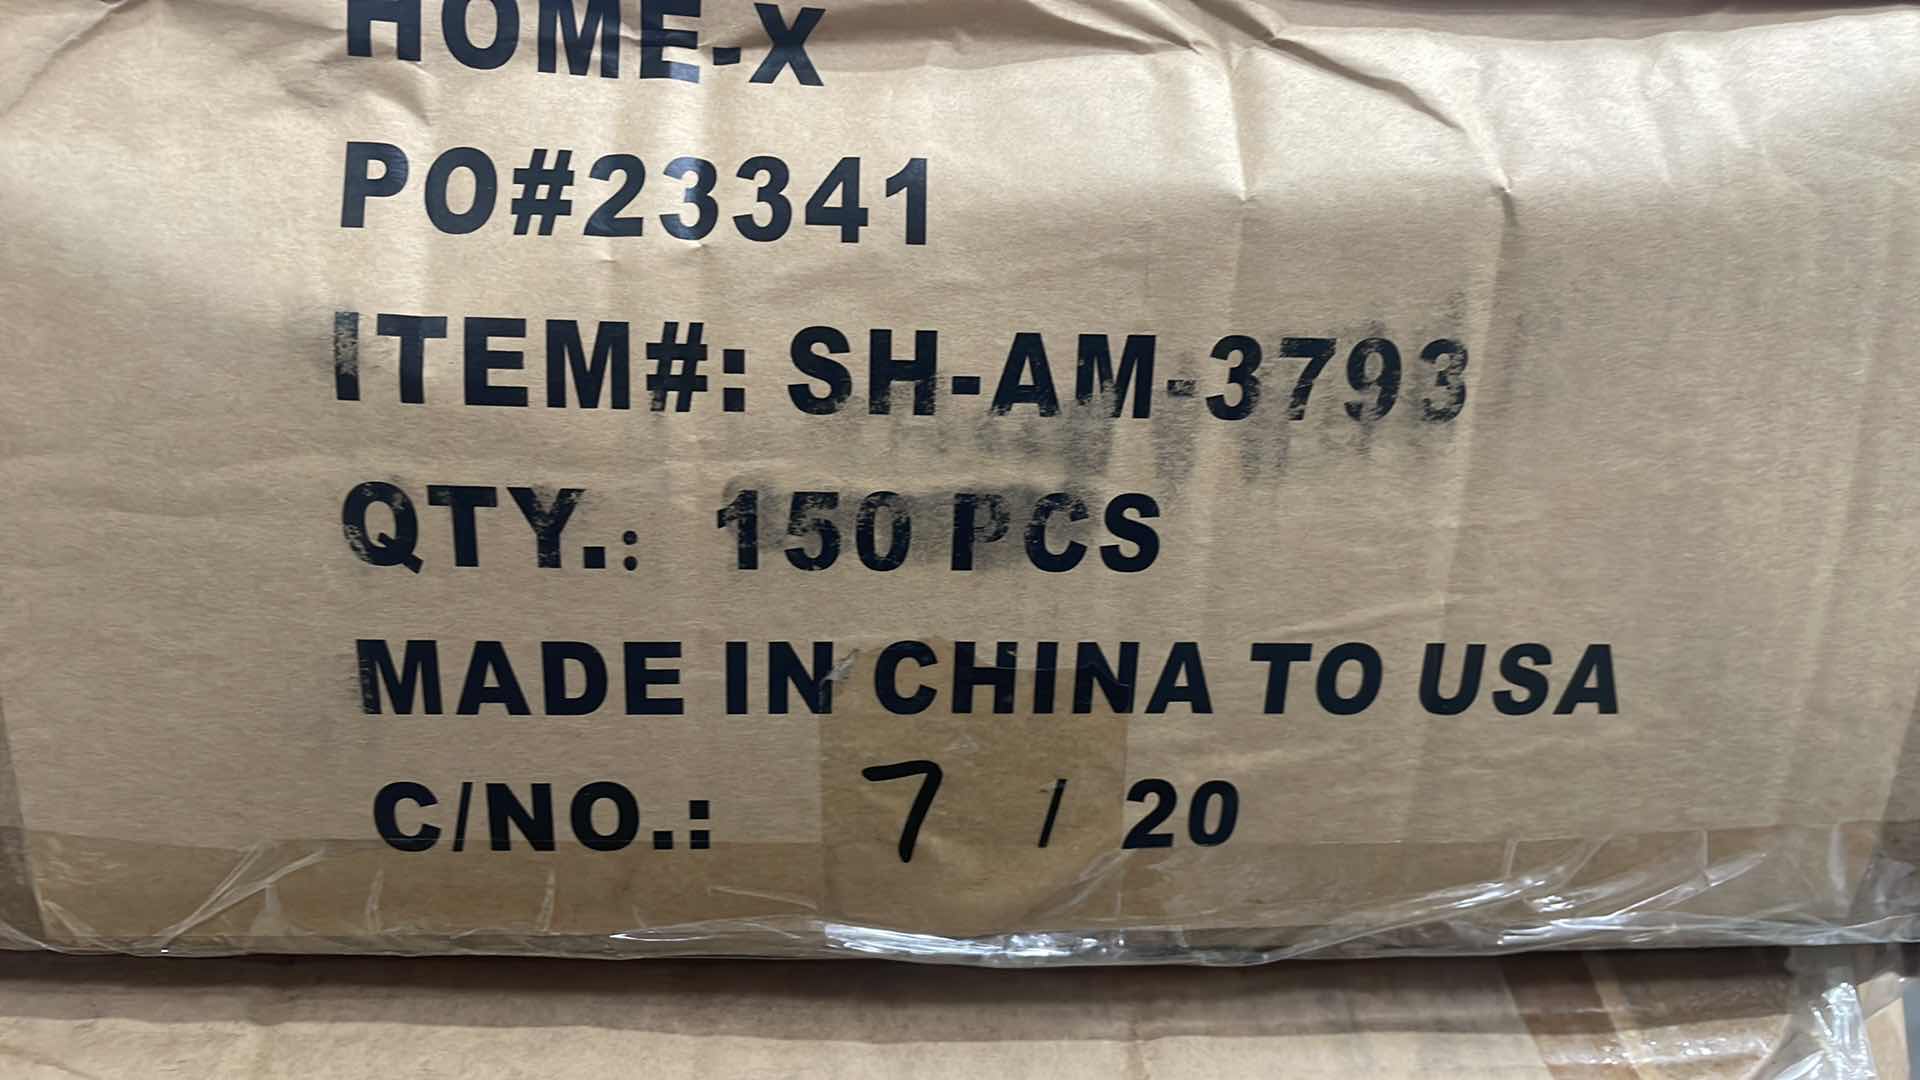 HOME-X
PO#23341
ITEM#: SH-AM-3793
QTY.: 150 PCS
MADE IN CHINA TO USA
C/NO.: 7 / 20